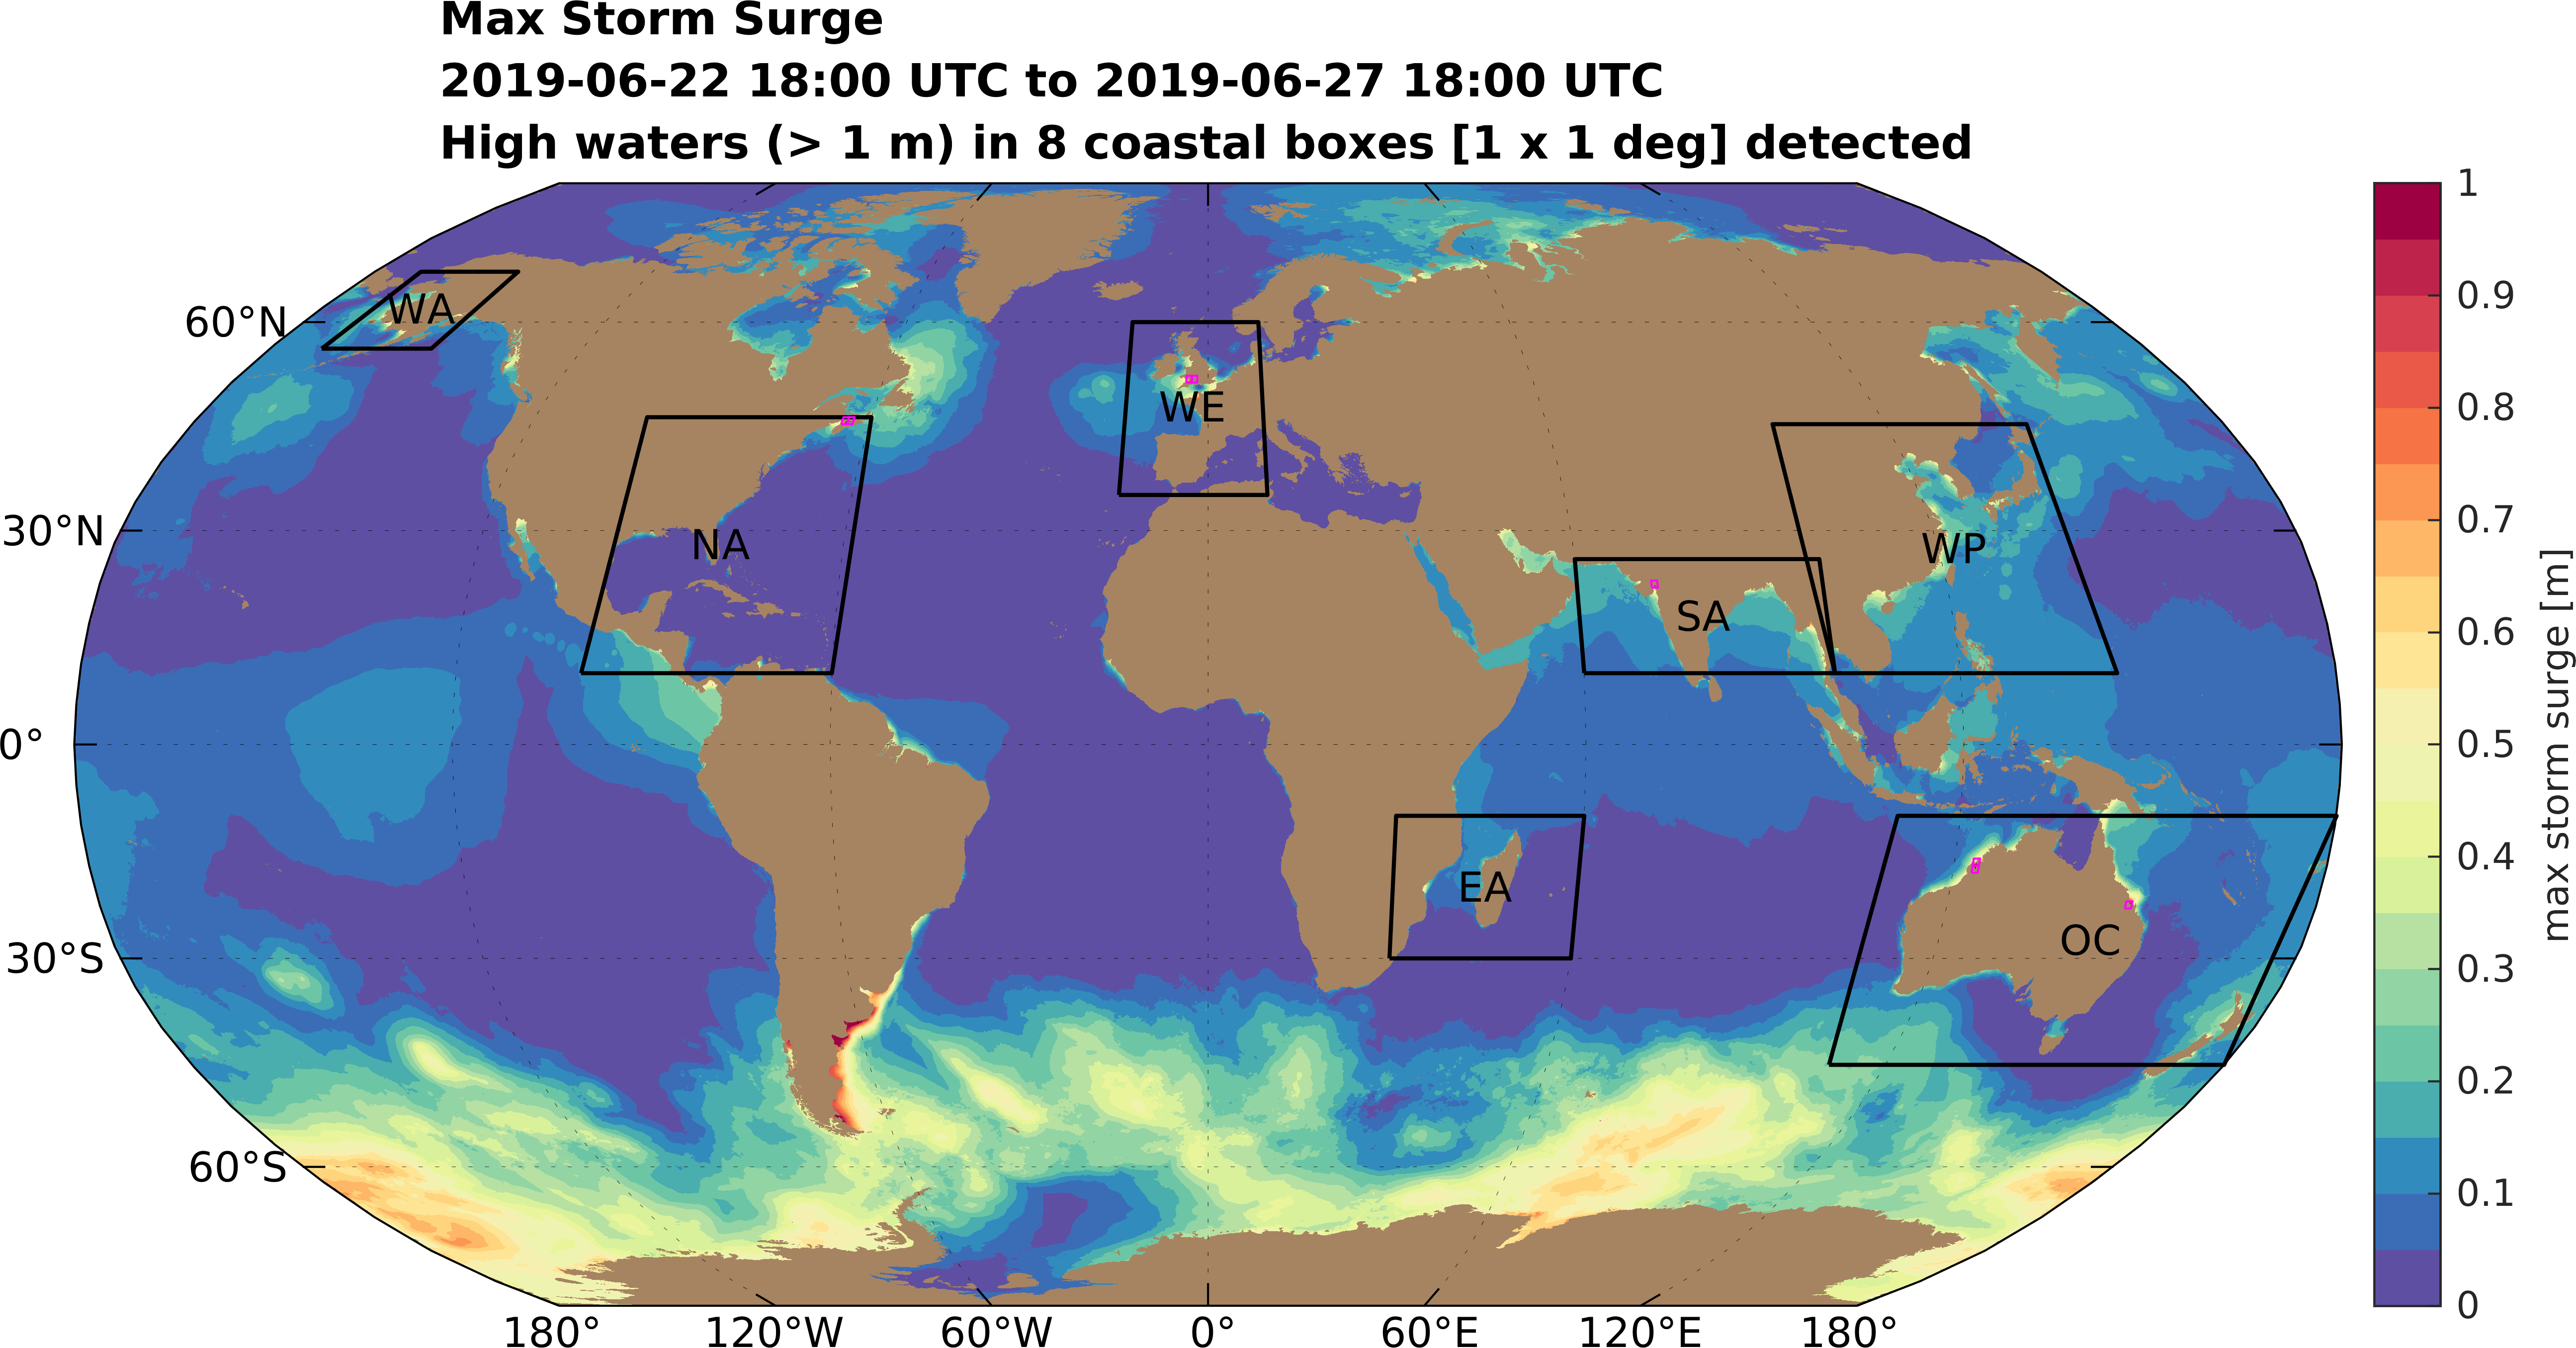 Max Storm Surge
2019-06-22 18:00 UTC to 2019-06-27 18:00 UTC
High waters (> 1 m) in 8 coastal boxes [1 x 1 deg] detected
60°N
30°N
0°
30°S
60°S
WA
NA
WE
SA
WP
EA
OC
180°
120°W
60°W
0°
60°E
120°E
180°
1
0.9
0.8
0.7
0.6
0.5
0.4
0.3
0.2
0.1
0
max storm surge [m]